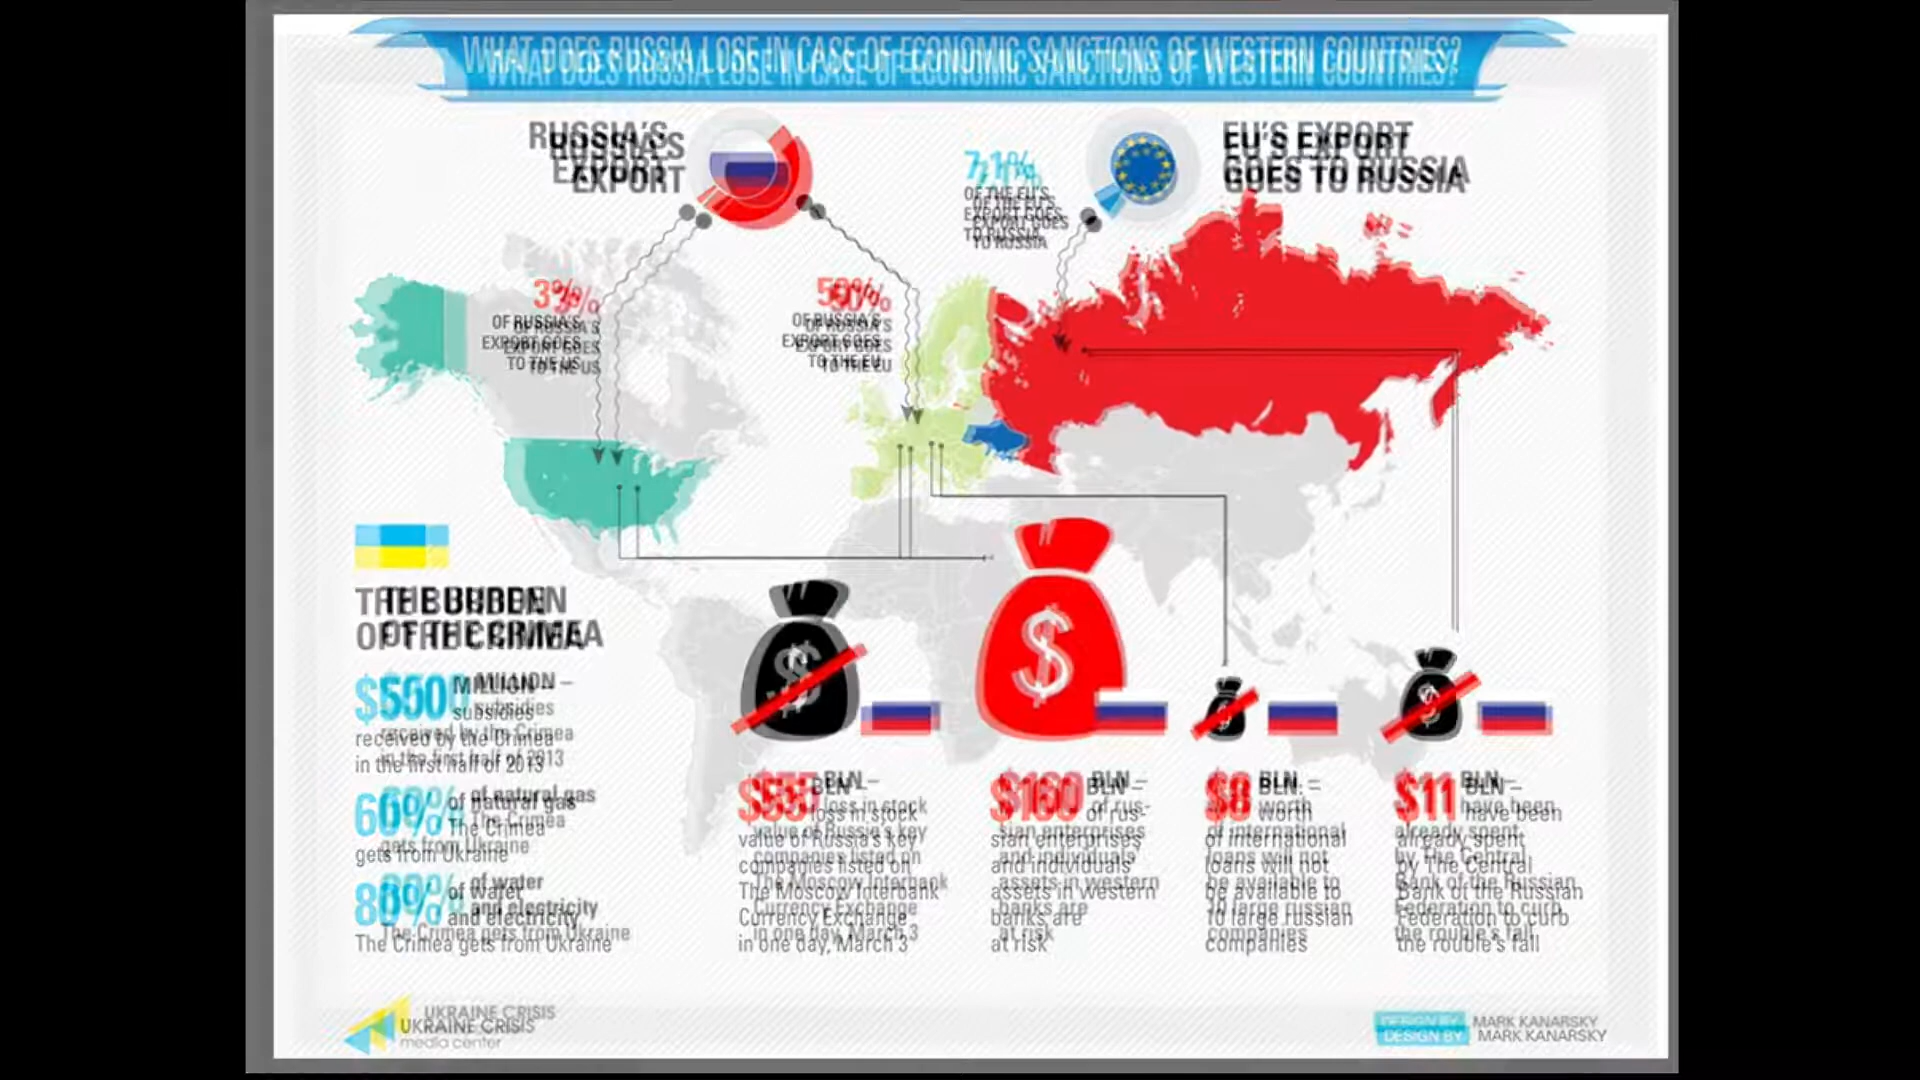 WHAT DOES RUSSIA LOSE IN CASE OF ECONOMIC SANCTIONS OF WESTERN COUNTRIES?
RUSSIA'S
EXPORT
EU'S EXPORT
GOES TO RUSSIA
7,1%
OF THE EU'S
EXPORT GOES
TO RUSSIA
3%
OF RUSSIA'S
EXPORT GOES
TO THE US
OF RUSSIA'S
EXPORT GOES
TO THE EU
THE BURDEN
OF THE CRIMEA
$500 MILLION –
subsidies
received by the Crimea
in the first half of 2013
60% of natural gas
The Crimea
gets from Ukraine
80% of water
and electricity
The Crimea gets from Ukraine
BLN –
loss in stock
value of Russia's key
companies listed on
The Moscow Interbank
Currency Exchange
in one day, March 3
$160 BLN –
of rus-
sian enterprises
and individuals'
assets in western
banks are
at risk
$8 BLN. –
worth
of international
loans will not
be available to
10 large russian
companies
$11 BLN –
have been
already spent
by The Central
Bank of the Russian
Federation to curb
the rouble's fall
UKRAINE CRISIS
media center
DESIGN BY MARK KANARSKY